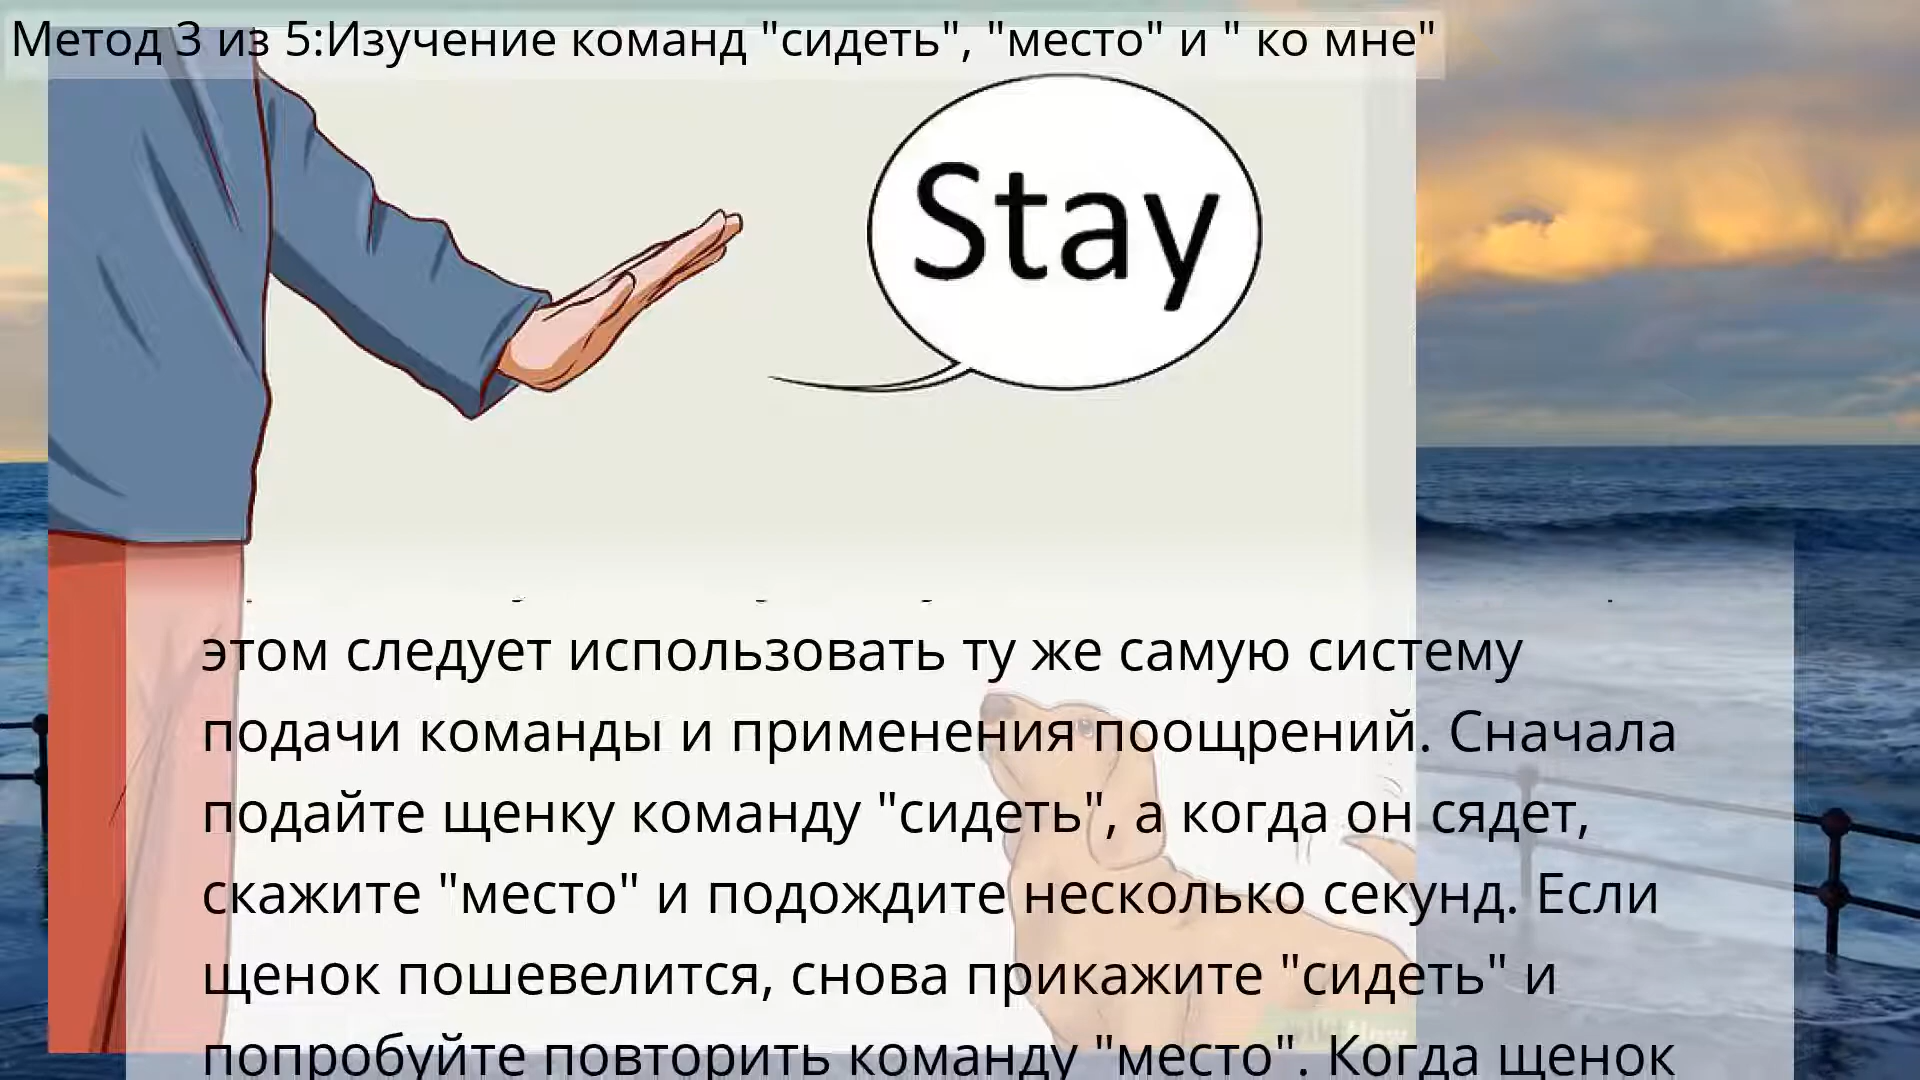 Метод 3 из 5:Изучение команд "сидеть", "место" и " ко мне"
Stay
этом следует использовать ту же самую систему
подачи команды и применения поощрений. Сначала
подайте щенку команду "сидеть", а когда он сядет,
скажите "место" и подождите несколько секунд. Если
щенок пошевелится, снова прикажите "сидеть" и
попробуйте повторить команду "место". Когда щенок
wikiHow